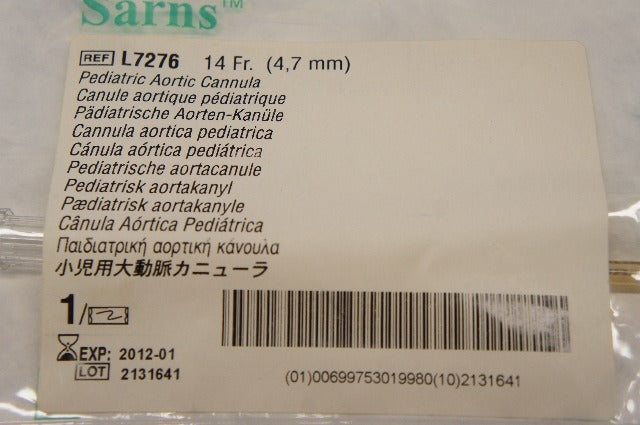 Sarns™
REF L7276 14 Fr. (4,7 mm)
Pediatric Aortic Cannula
Canule aortique pédiatrique
Pädiatrische Aorten-Kanüle
Cannula aortica pediatrica
Cánula aórtica pediátrica
Pediatrische aortacanule
Pediatrisk aortakanyl
Pædiatrisk aortakanyle
Cânula Aórtica Pediátrica
Παιδιατρική αορτική κάνουλα
小児用大動脈カニューラ
1/
EXP: 2012-01
LOT 2131641
(01)00699753019980(10)2131641